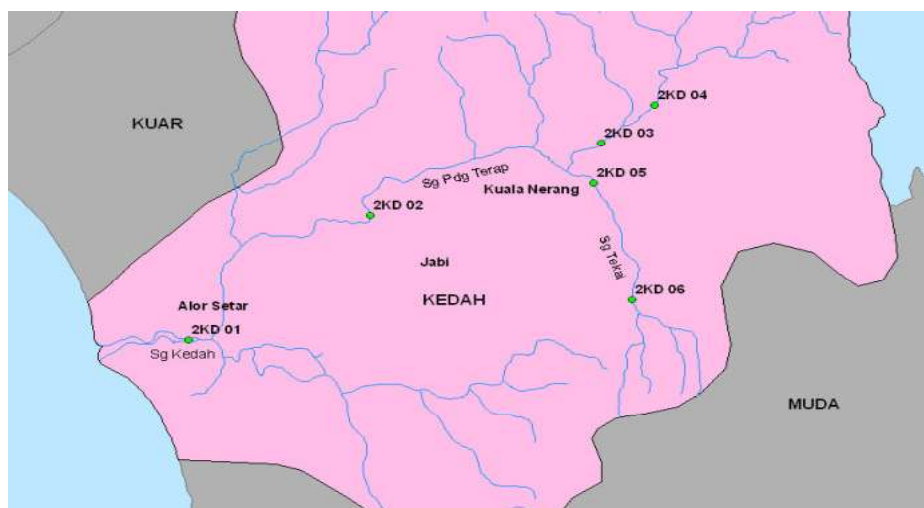 2KD 04
KUAR
2KD 03
Sg Pdg Terap
Kuala Nerang
2KD 05
2KD 02
Sg Tekai
Jabi
KEDAH
2KD 06
Alor Setar
2KD 01
Sg Kedah
MUDA